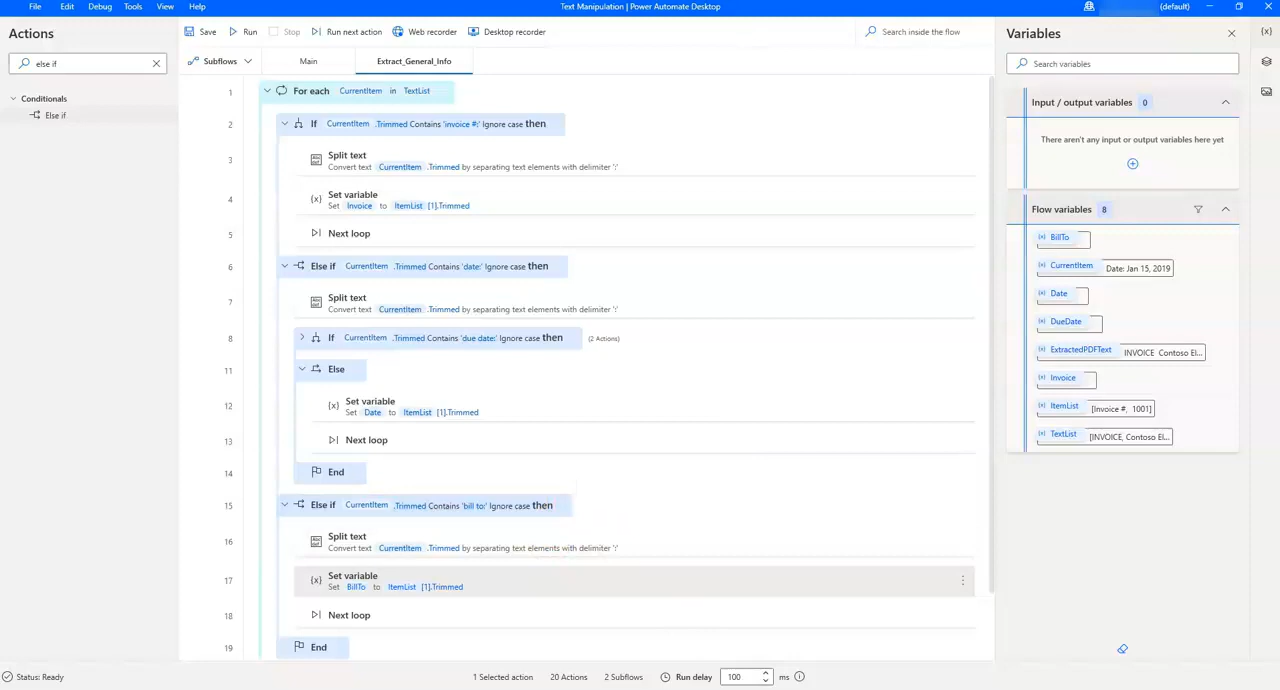 File Edit Debug Tools View Help Text Manipulation | Power Automate Desktop (default)
Actions
else if
Conditionals
Else if
Save Run Stop Run next action Web recorder Desktop recorder Search inside the flow
Subflows Main Extract_General_Info
1 For each CurrentItem in TextList
2 If CurrentItem .Trimmed Contains 'invoice #:' Ignore case then
3 Split text
Convert text CurrentItem .Trimmed by separating text elements with delimiter ':'
4 Set variable
Set Invoice to ItemList [1].Trimmed
5 Next loop
6 Else if CurrentItem .Trimmed Contains 'date:' Ignore case then
7 Split text
Convert text CurrentItem .Trimmed by separating text elements with delimiter ':'
8 If CurrentItem .Trimmed Contains 'due date:' Ignore case then (2 Actions)
11 Else
12 Set variable
Set Date to ItemList [1].Trimmed
13 Next loop
14 End
15 Else if CurrentItem .Trimmed Contains 'bill to:' Ignore case then
16 Split text
Convert text CurrentItem .Trimmed by separating text elements with delimiter ':'
17 Set variable
Set BillTo to ItemList [1].Trimmed
18 Next loop
19 End
Variables
{x}
Search variables
Input / output variables 0
There aren't any input or output variables here yet
Flow variables 8
(x) BillTo
(x) CurrentItem Date: Jan 15, 2019
(x) Date
(x) DueDate
(x) ExtractedPDFText INVOICE Contoso El...
(x) Invoice
(x) ItemList [Invoice #, 1001]
(x) TextList [INVOICE, Contoso El...
Status: Ready 1 Selected action 20 Actions 2 Subflows Run delay 100 ms